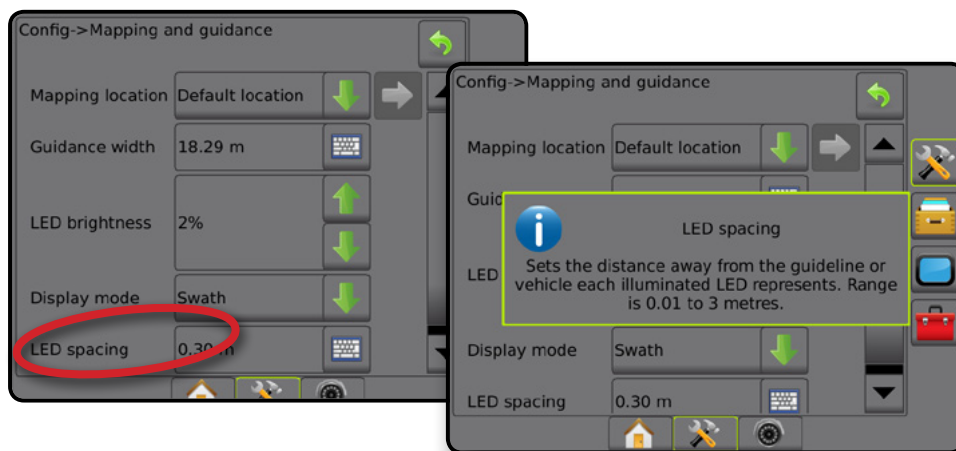 Config->Mapping and guidance
Mapping location Default location
Guidance width 18.29 m
LED brightness 2%
Display mode Swath
LED spacing 0.30 m
Config->Mapping and guidance
Mapping location Default location
LED spacing
Sets the distance away from the guideline or
vehicle each illuminated LED represents. Range
is 0.01 to 3 metres.
LED
Display mode Swath
LED spacing 0.30 m